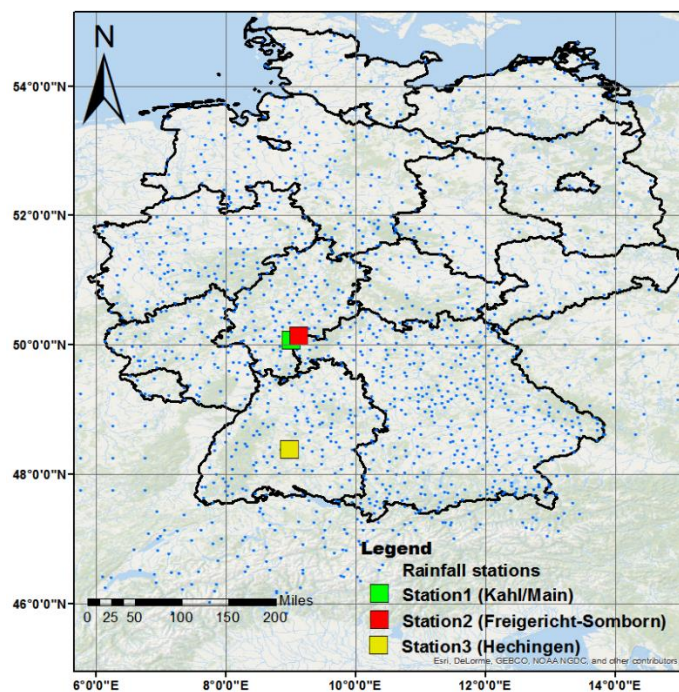 N
54°0'0"N
52°0'0"N
50°0'0"N
48°0'0"N
46°0'0"N
Legend
Rainfall stations
Station1 (Kahl/Main)
Station2 (Freigericht-Somborn)
Station3 (Hechingen)
Miles
0 25 50 100 150 200
Esri, DeLorme, GEBCO, NOAA NGDC, and other contributors
6°0'0"E 8°0'0"E 10°0'0"E 12°0'0"E 14°0'0"E